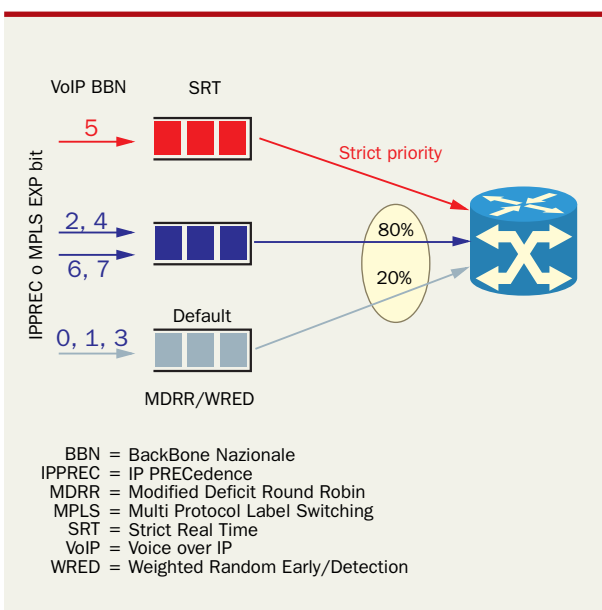 VoIP BBN
SRT
IPPREC o MPLS EXP bit
5
Strict priority
2, 4
6, 7
80%
20%
Default
0, 1, 3
MDRR/WRED
BBN = BackBone Nazionale
IPPREC = IP PRECedence
MDRR = Modified Deficit Round Robin
MPLS = Multi Protocol Label Switching
SRT = Strict Real Time
VoIP = Voice over IP
WRED = Weighted Random Early/Detection